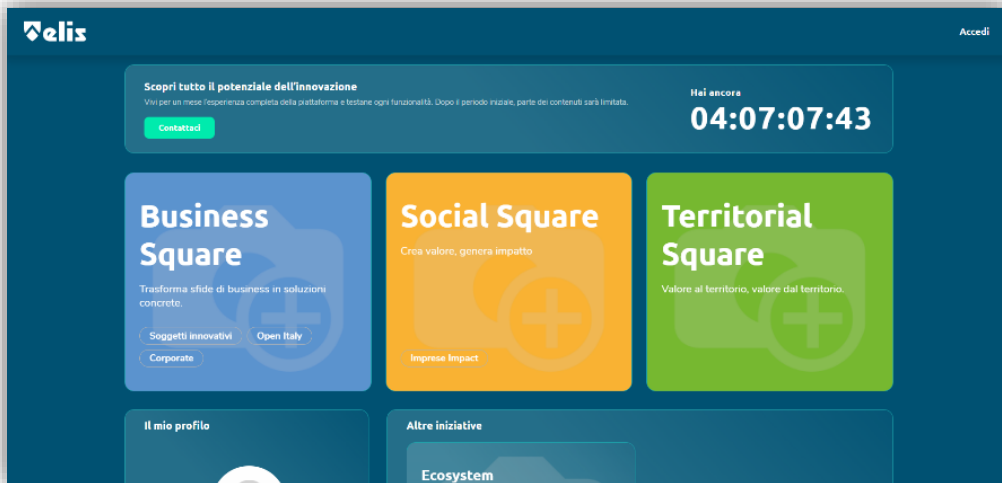 elis
Accedi
Scopri tutto il potenziale dell'innovazione
Vivi per un mese l'esperienza completa della piattaforma e testane ogni funzionalità. Dopo il periodo iniziale, parte dei contenuti sarà limitata.
Contattaci
Hai ancora
04:07:07:43
Business
Square
Trasforma sfide di business in soluzioni
concrete.
Soggetti innovativi
Open Italy
Corporate
Social Square
Crea valore, genera impatto
Imprese Impact
Territorial
Square
Valore al territorio, valore dal territorio.
Il mio profilo
Altre iniziative
Ecosystem